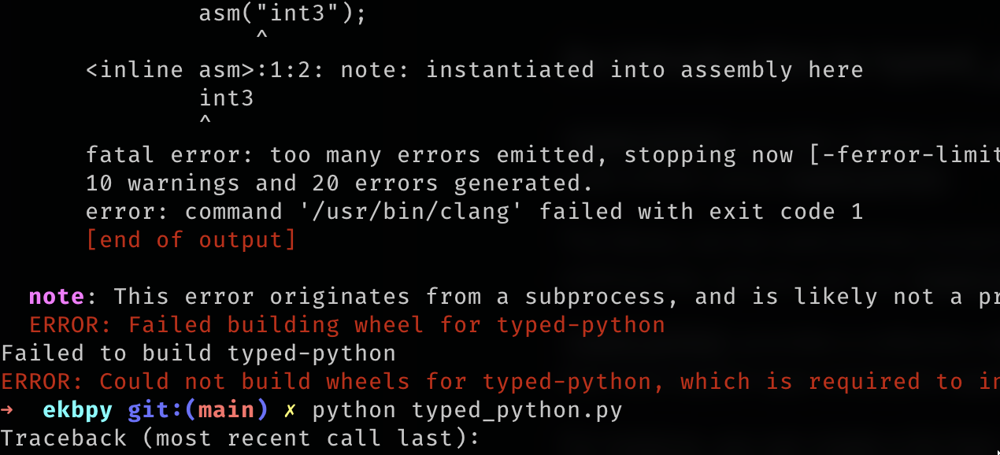 asm("int3");
^
<inline asm>:1:2: note: instantiated into assembly here
int3
^
fatal error: too many errors emitted, stopping now [-ferror-limit
10 warnings and 20 errors generated.
error: command '/usr/bin/clang' failed with exit code 1
[end of output]
note: This error originates from a subprocess, and is likely not a pr
ERROR: Failed building wheel for typed-python
Failed to build typed-python
ERROR: Could not build wheels for typed-python, which is required to in
→ ekbpy git:(main) ✗ python typed_python.py
Traceback (most recent call last):